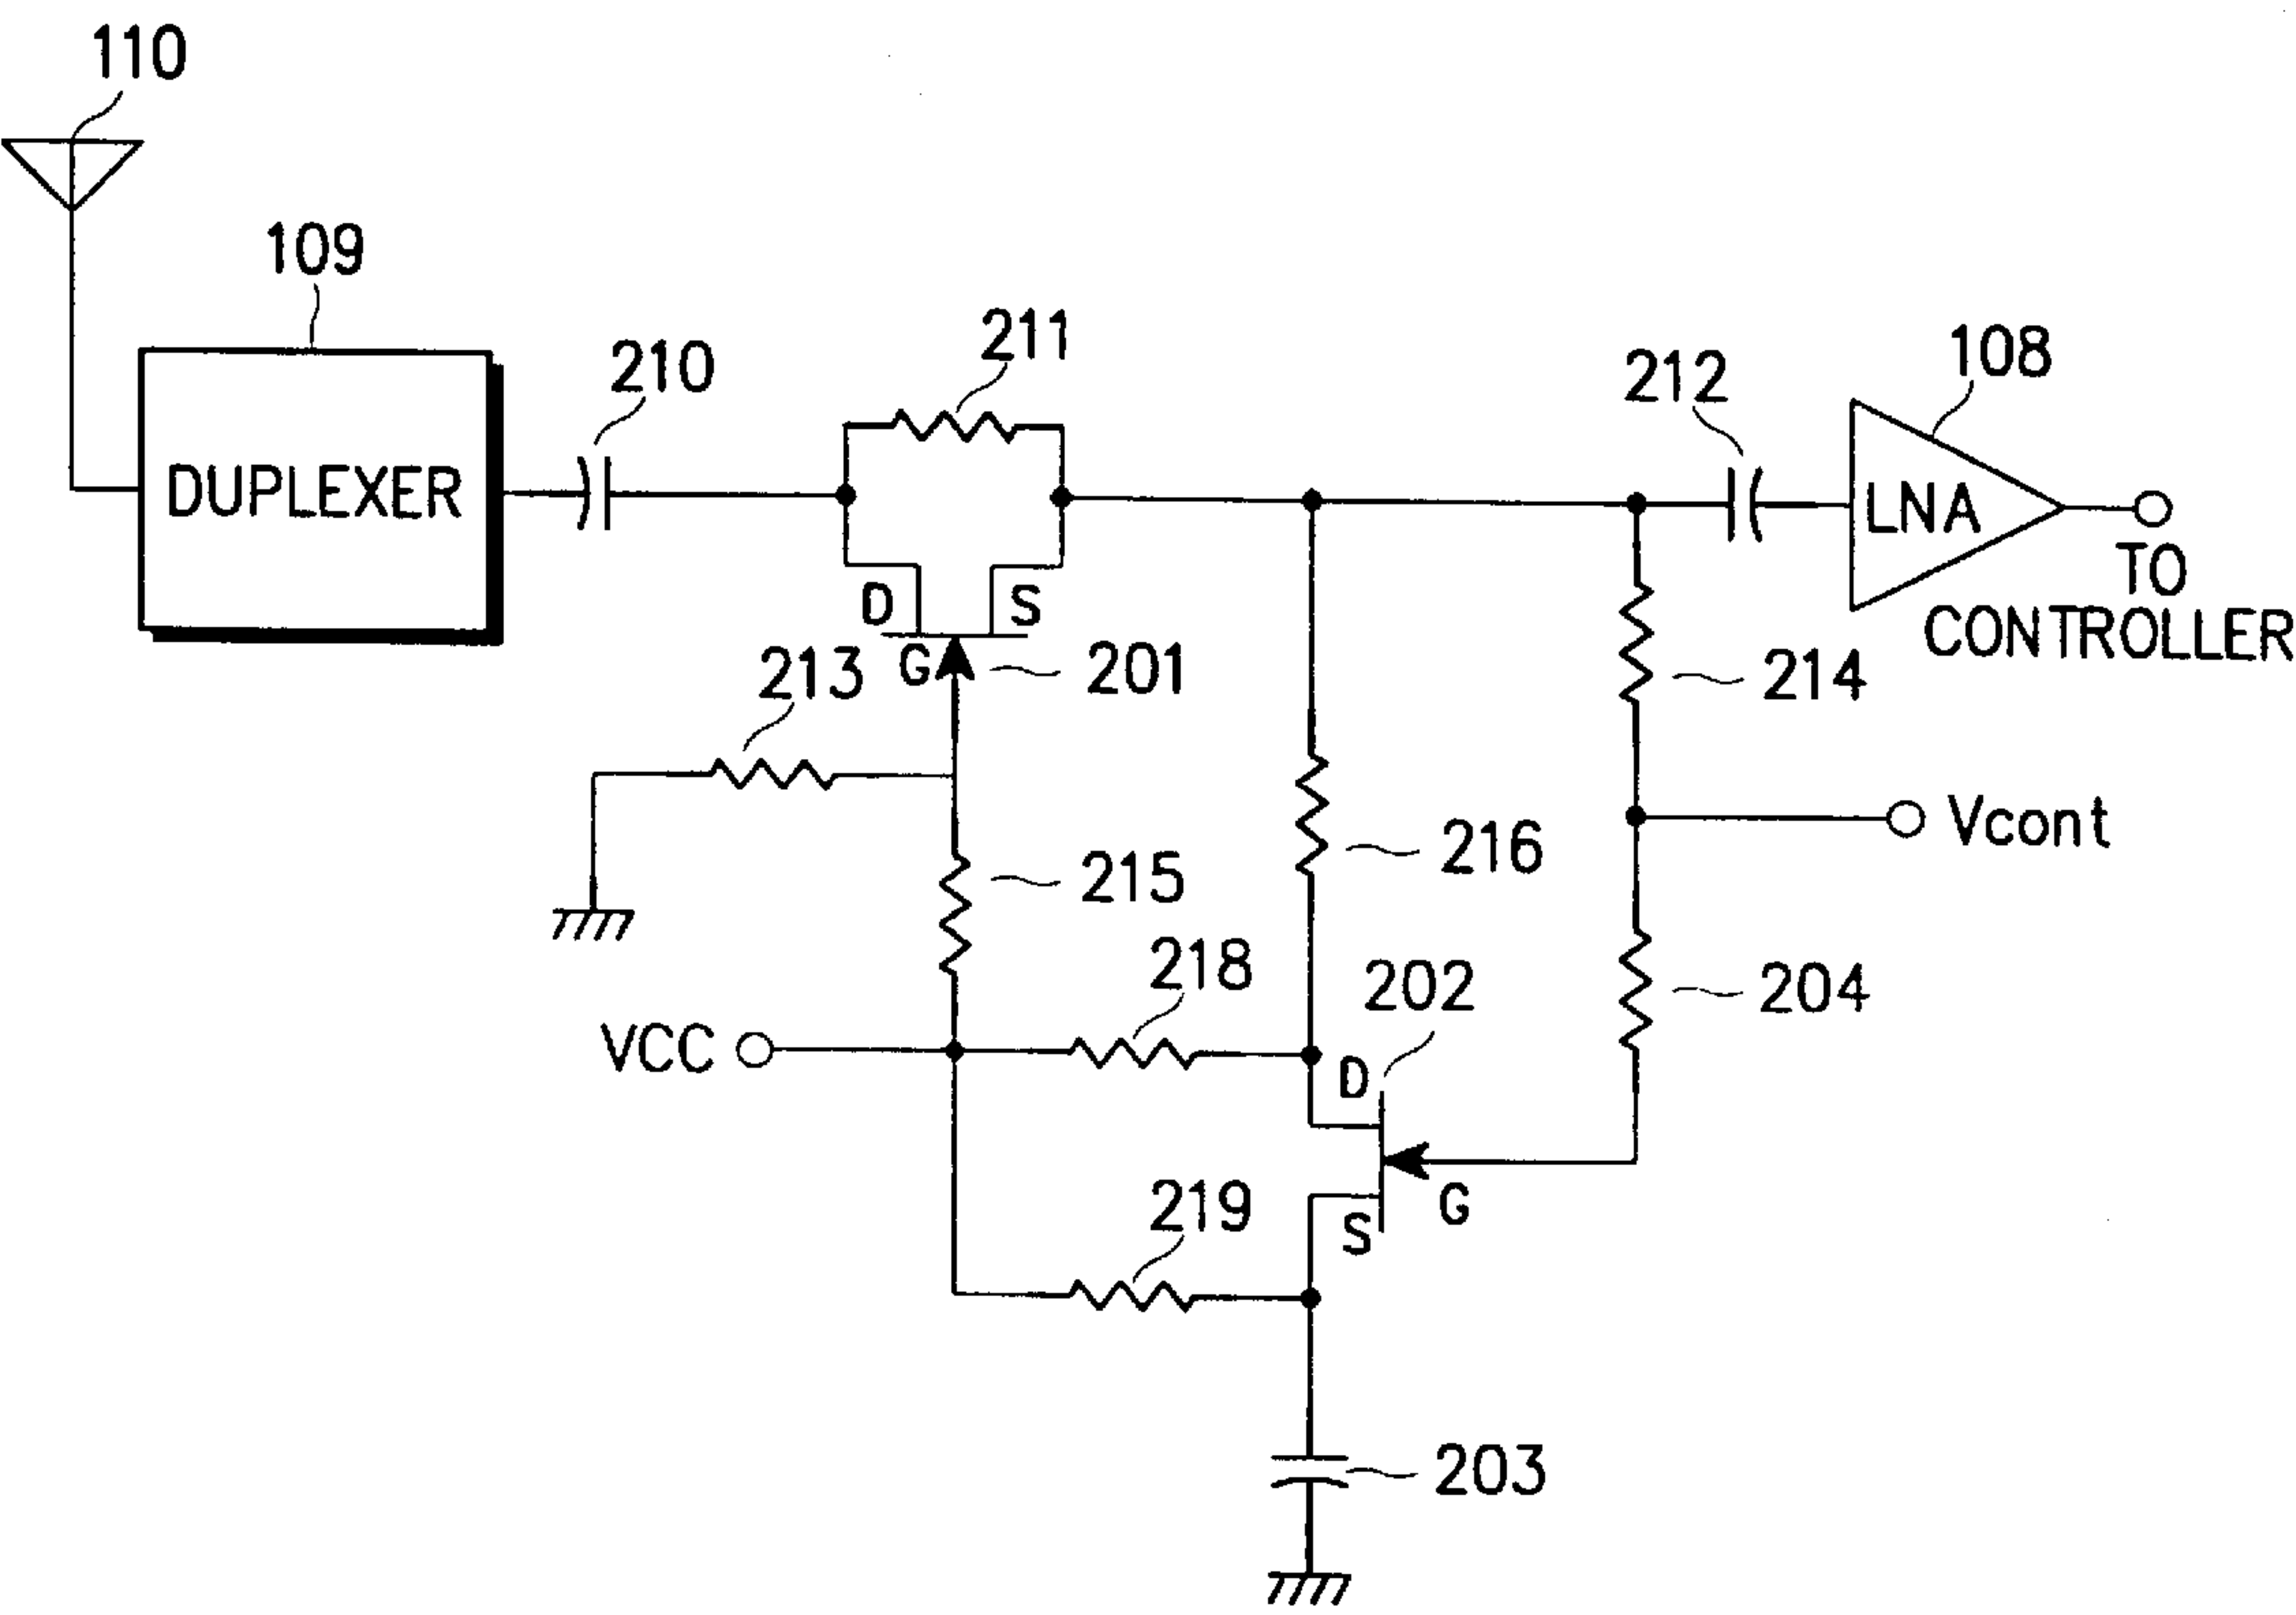 110
109
DUPLEXER
210
211
212
108
LNA
TO
CONTROLLER
D
S
G
201
213
214
215
216
Vcont
218
202
204
VCC
D
G
S
219
203